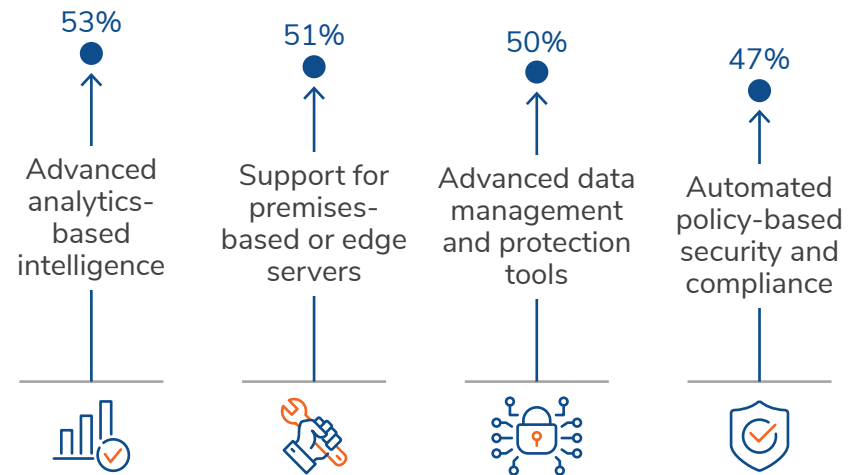 53%
Advanced
analytics-
based
intelligence
51%
Support for
premises-
based or edge
servers
50%
Advanced data
management
and protection
tools
47%
Automated
policy-based
security and
compliance